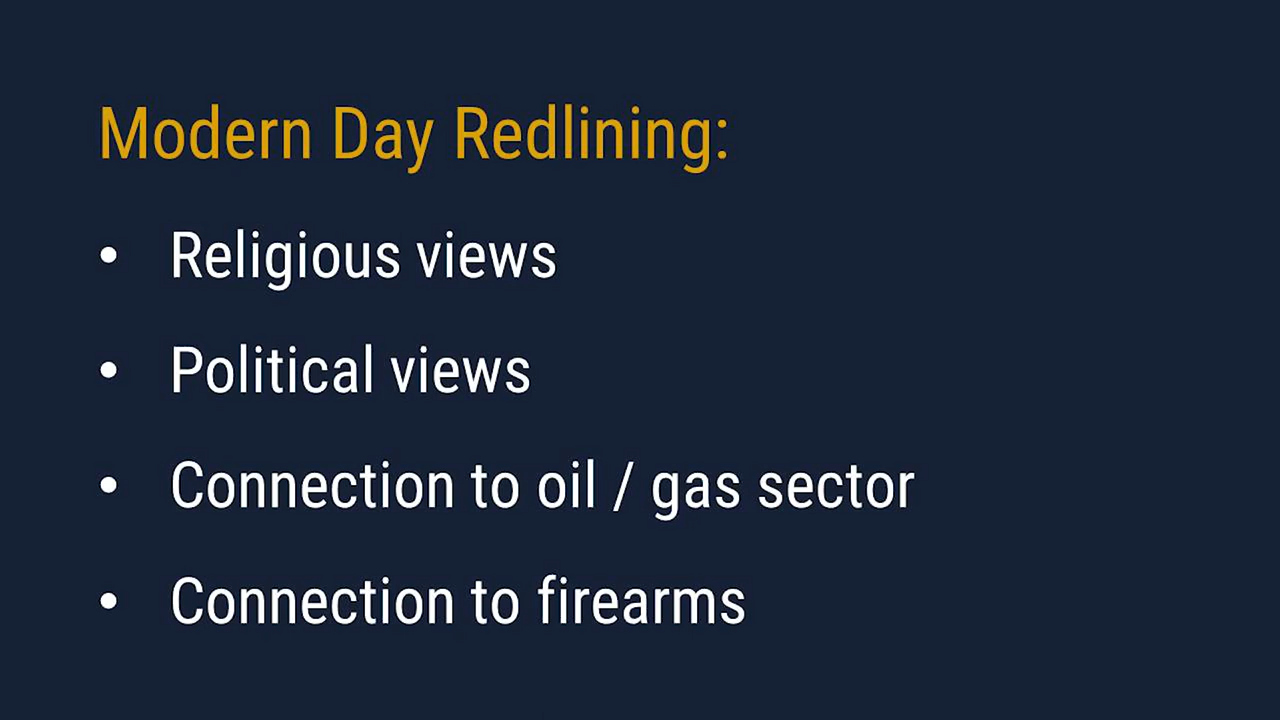 Modern Day Redlining:
• Religious views
• Political views
• Connection to oil / gas sector
• Connection to firearms